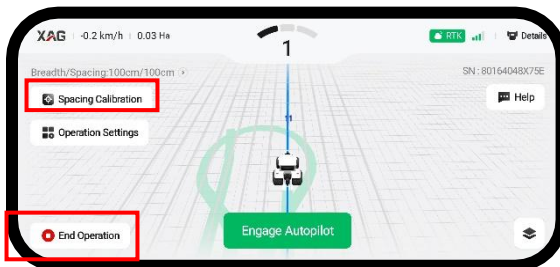 XAG -0.2 km/h 0.03 Ha RTK Details
1
Breadth/Spacing:100cm/100cm > SN : 80164048X75E
Spacing Calibration Help
11
Operation Settings
End Operation Engage Autopilot